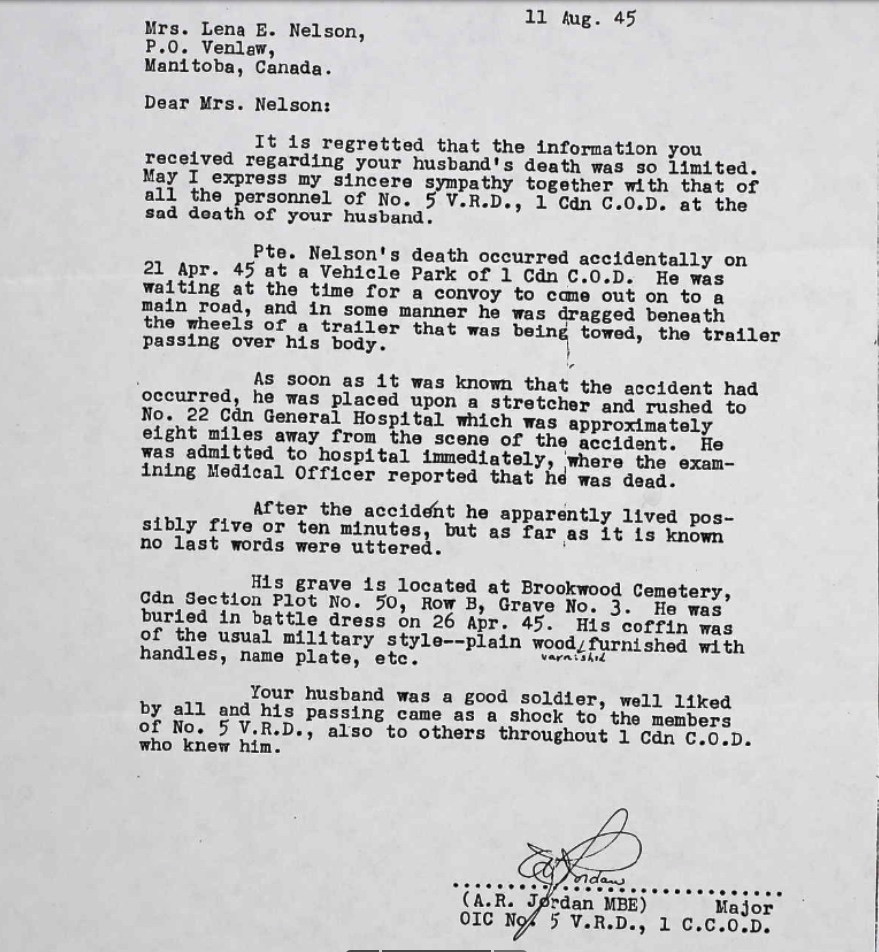 11 Aug. 45
Mrs. Lena E. Nelson,
P.O. Venlaw,
Manitoba, Canada.
Dear Mrs. Nelson:
It is regretted that the information you
received regarding your husband's death was so limited.
May I express my sincere sympathy together with that of
all the personnel of No. 5 V.R.D., 1 Cdn C.O.D. at the
sad death of your husband.
Pte. Nelson's death occurred accidentally on
21 Apr. 45 at a Vehicle Park of 1 Cdn C.O.D. He was
waiting at the time for a convoy to come out on to a
main road, and in some manner he was dragged beneath
the wheels of a trailer that was being towed, the trailer
passing over his body.
As soon as it was known that the accident had
occurred, he was placed upon a stretcher and rushed to
No. 22 Cdn General Hospital which was approximately
eight miles away from the scene of the accident. He
was admitted to hospital immediately, where the exam-
ining Medical Officer reported that he was dead.
After the accident he apparently lived pos-
sibly five or ten minutes, but as far as it is known
no last words were uttered.
His grave is located at Brookwood Cemetery,
Cdn Section Plot No. 50, Row B, Grave No. 3. He was
buried in battle dress on 26 Apr. 45. His coffin was
of the usual military style--plain wood/furnished with
varnished
handles, name plate, etc.
Your husband was a good soldier, well liked
by all and his passing came as a shock to the members
of No. 5 V.R.D., also to others throughout 1 Cdn C.O.D.
who knew him.
Jordan
(A.R. Jordan MBE) Major
OIC No. 5 V.R.D., 1 C.C.O.D.